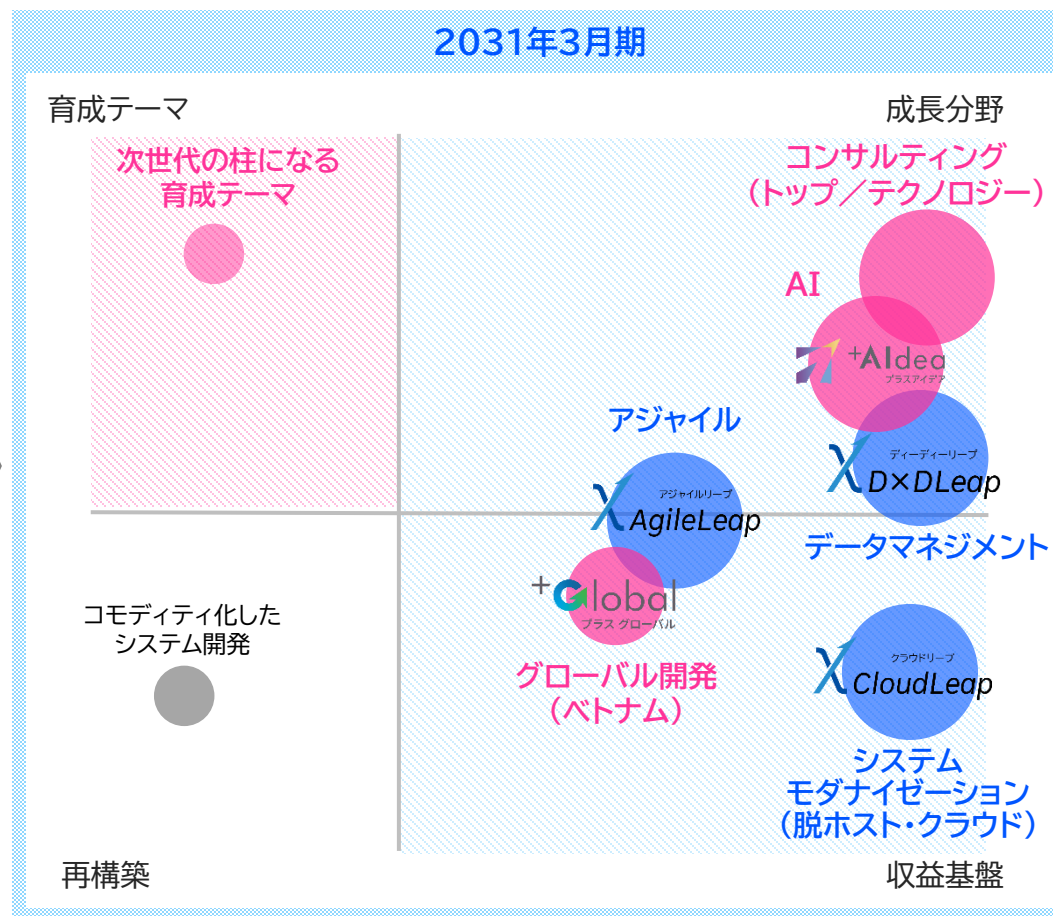 2031年3月期
育成テーマ
成長分野
次世代の柱になる
育成テーマ
コンサルティング
（トップ／テクノロジー）
AI
+AIdea
プラスアイデア
アジャイル
ディーディーリープ
D×DLeap
アジャイルリープ
AgileLeap
データマネジメント
+Global
プラス グローバル
コモディティ化した
システム開発
グローバル開発
（ベトナム）
クラウドリープ
CloudLeap
システム
モダナイゼーション
（脱ホスト・クラウド）
再構築
収益基盤